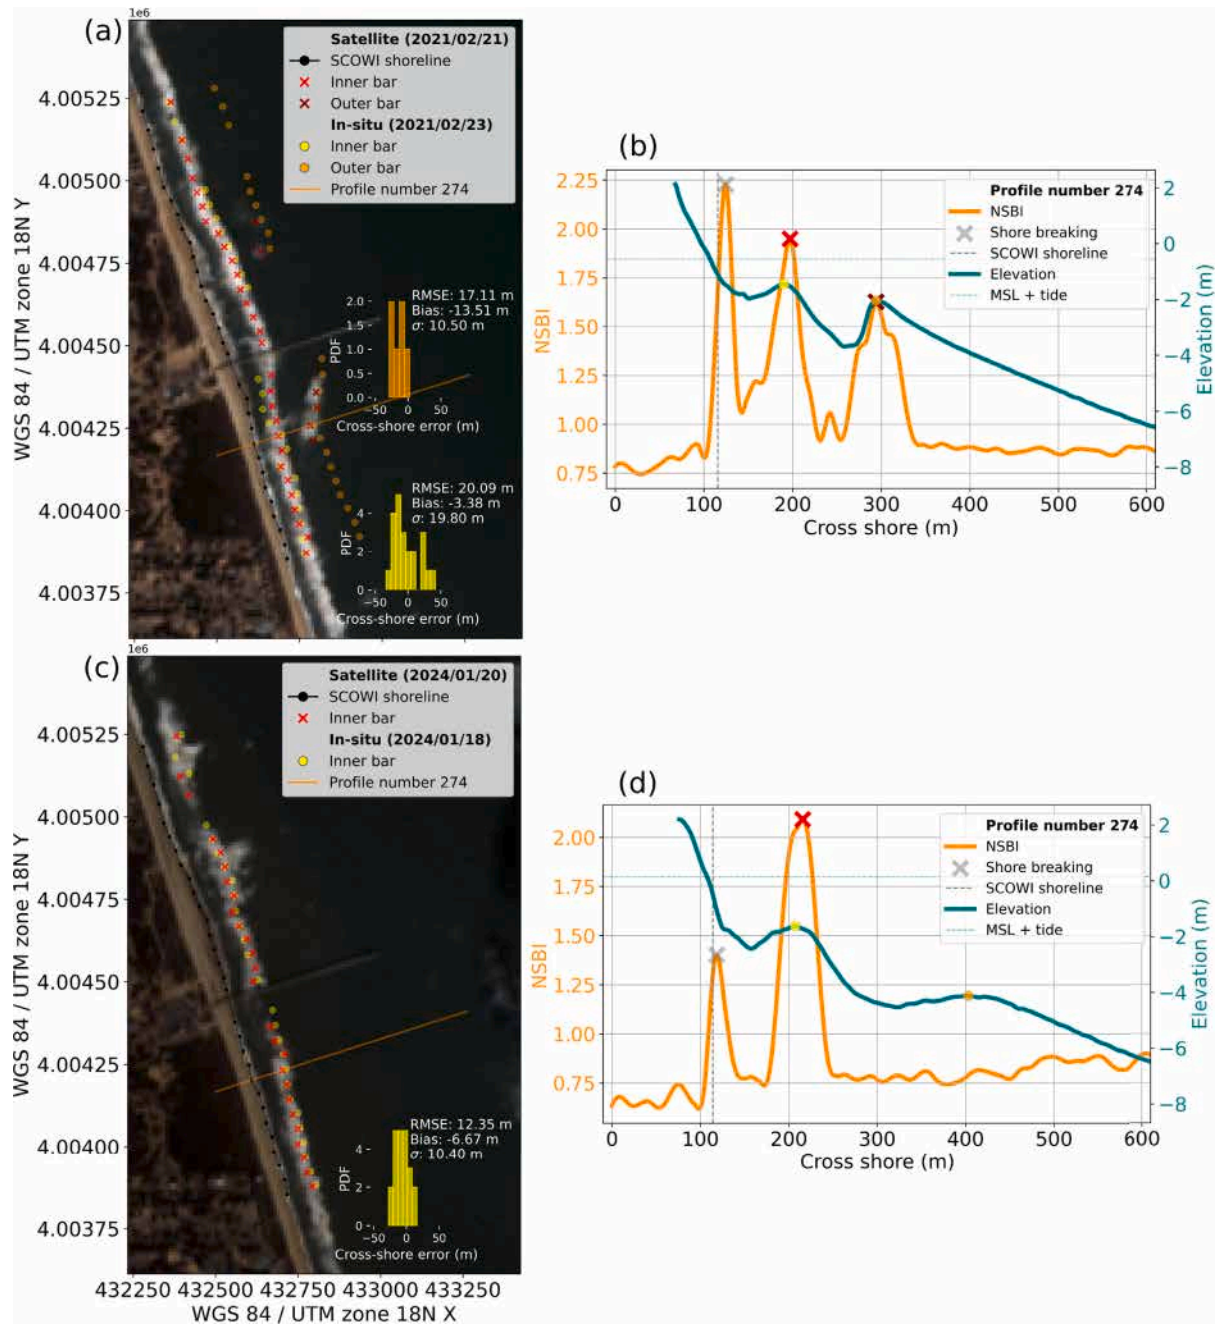 (a)
1e6
Satellite (2021/02/21)
SCOWI shoreline
Inner bar
Outer bar
In-situ (2021/02/23)
Inner bar
Outer bar
Profile number 274
4.00525
4.00500
4.00475
4.00450
4.00425
4.00400
4.00375
WGS 84 / UTM zone 18N Y
RMSE: 17.11 m
Bias: -13.51 m
σ: 10.50 m
2.0
1.5
1.0
0.5
0.0
PDF
−50 0 50
Cross-shore error (m)
RMSE: 20.09 m
Bias: -3.38 m
σ: 19.80 m
4
2
0
PDF
−50 0 50
Cross-shore error (m)
(b)
2.25
2.00
1.75
1.50
1.25
1.00
0.75
NSBI
Profile number 274
NSBI
Shore breaking
SCOWI shoreline
Elevation
MSL + tide
2
0
−2
−4
−6
−8
Elevation (m)
0 100 200 300 400 500 600
Cross shore (m)
(c)
1e6
Satellite (2024/01/20)
SCOWI shoreline
Inner bar
In-situ (2024/01/18)
Inner bar
Profile number 274
4.00525
4.00500
4.00475
4.00450
4.00425
4.00400
4.00375
WGS 84 / UTM zone 18N Y
RMSE: 12.35 m
Bias: -6.67 m
σ: 10.40 m
4
2
0
PDF
−50 0 50
Cross-shore error (m)
432250 432500 432750 433000 433250
WGS 84 / UTM zone 18N X
(d)
2.00
1.75
1.50
1.25
1.00
0.75
NSBI
Profile number 274
NSBI
Shore breaking
SCOWI shoreline
Elevation
MSL + tide
2
0
−2
−4
−6
−8
Elevation (m)
0 100 200 300 400 500 600
Cross shore (m)